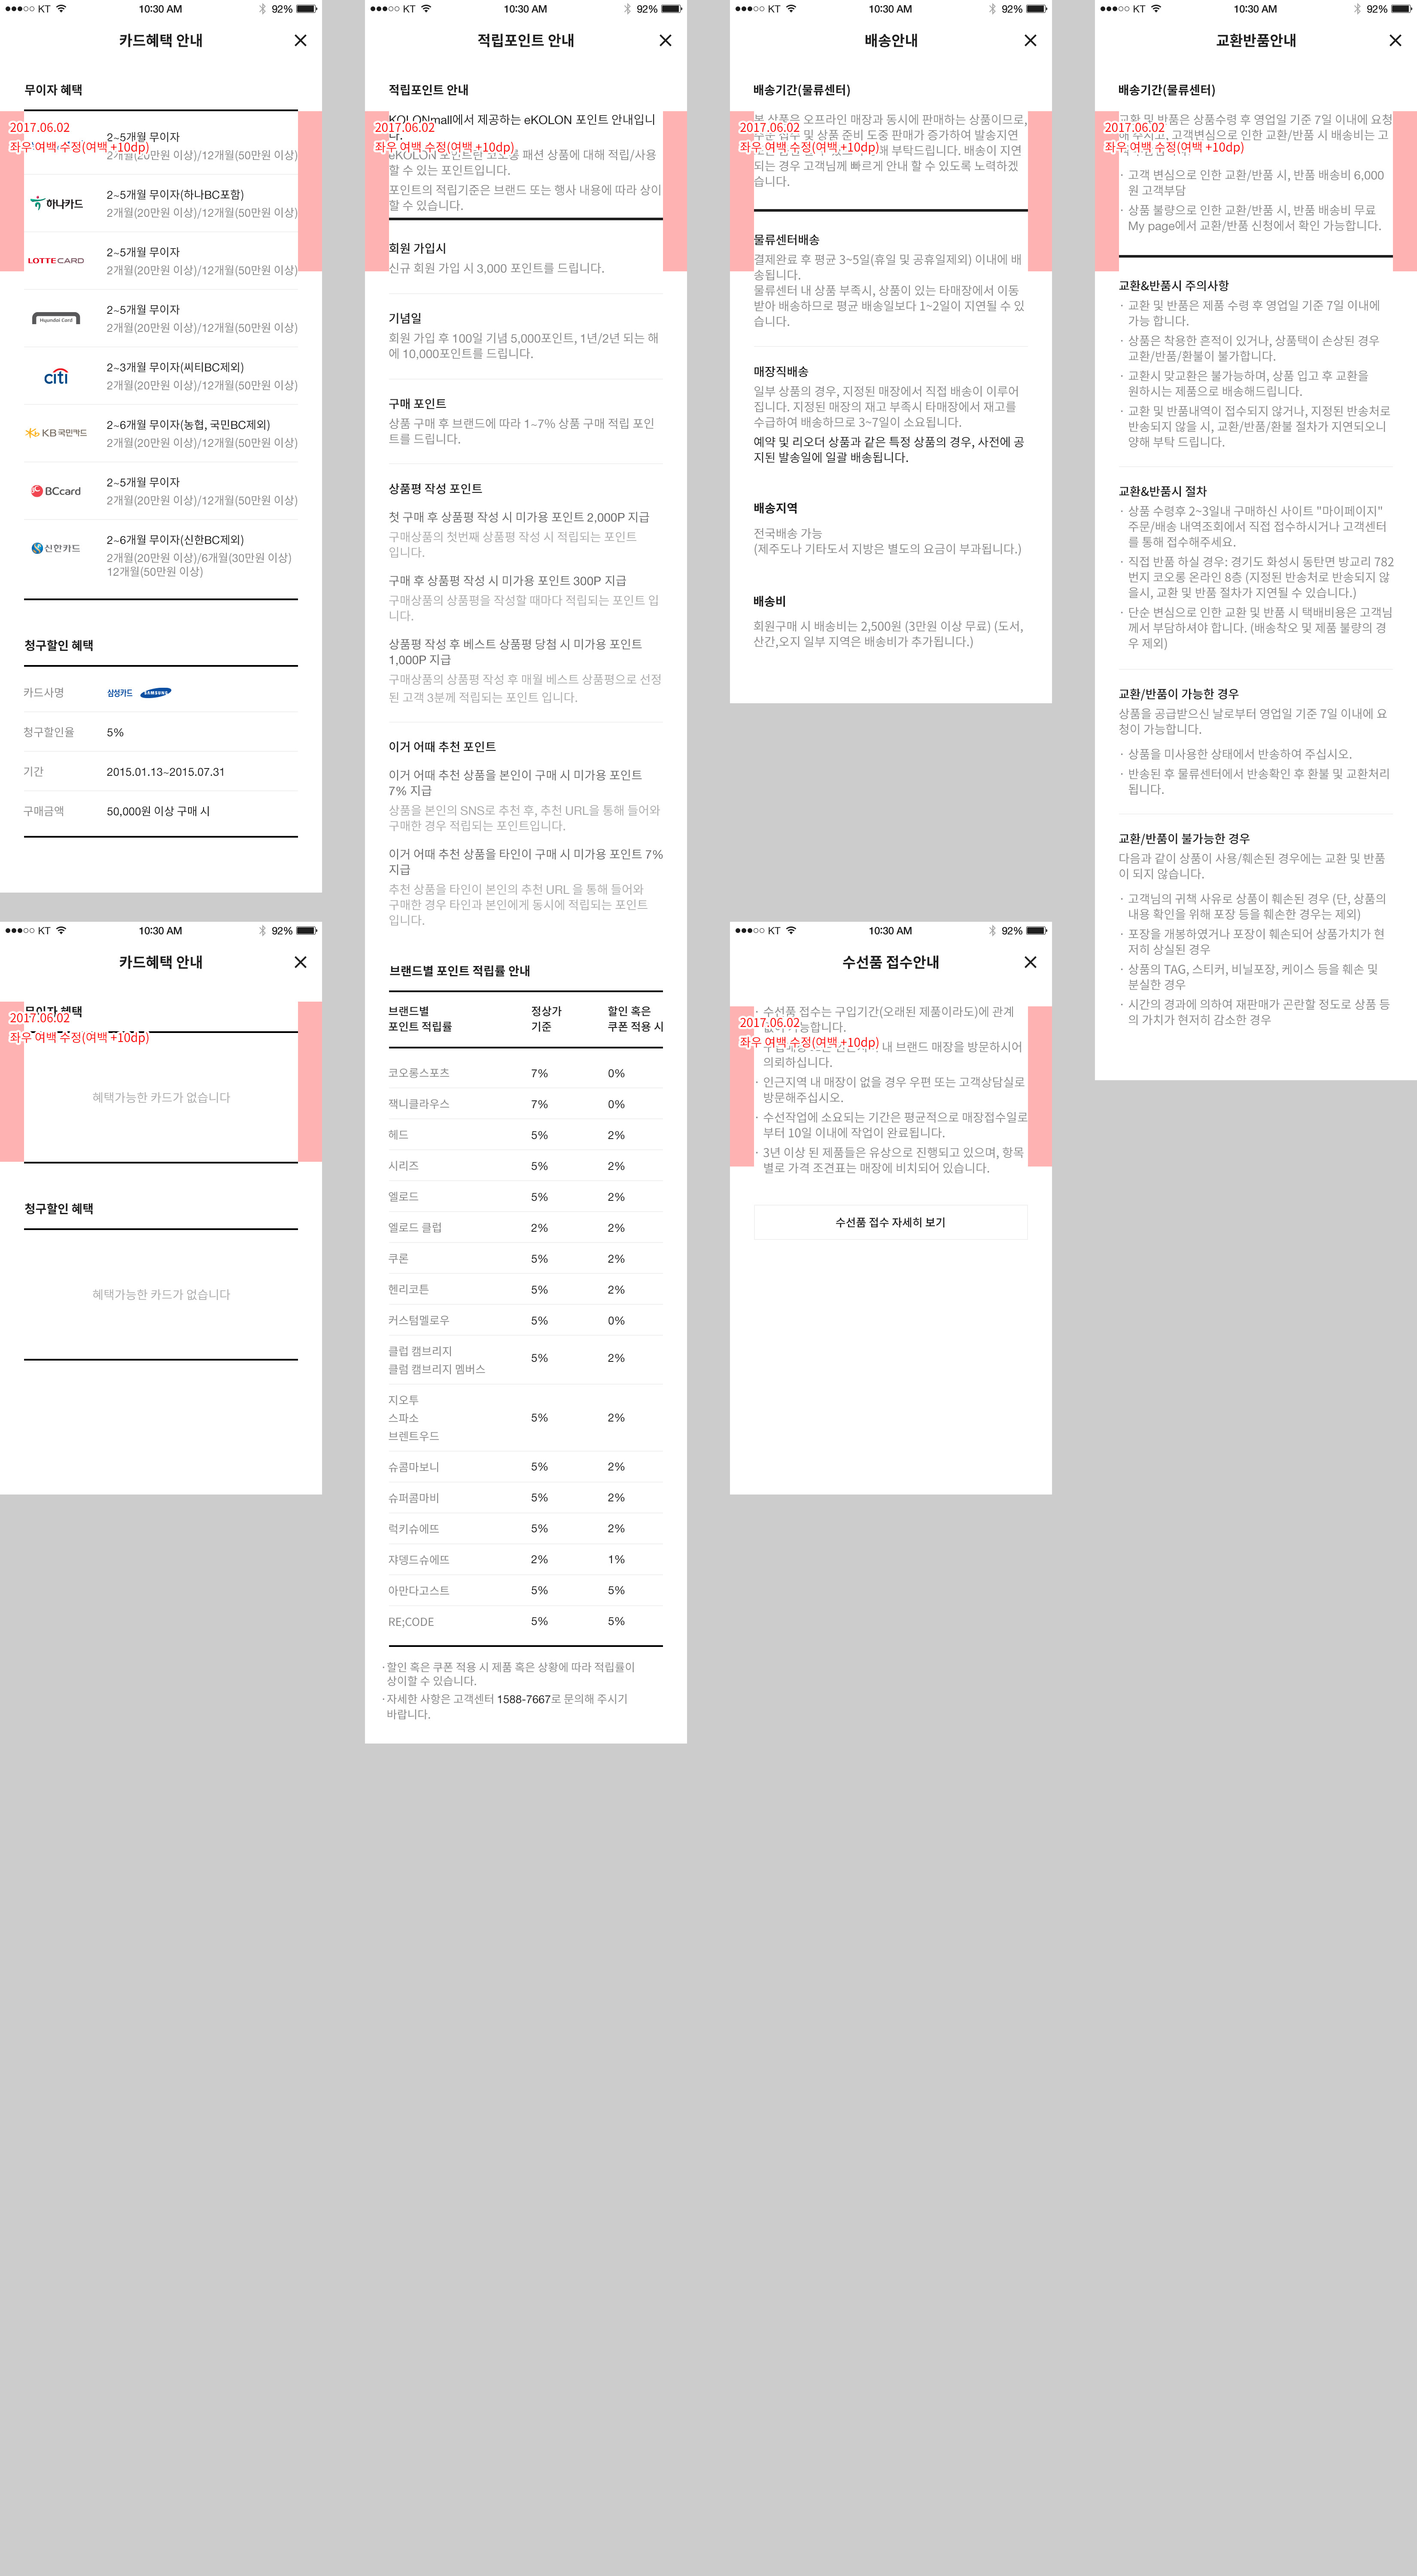 KT
10:30 AM
92%
카드혜택 안내
무이자 혜택
2017.06.02
좌우 여백 수정(여백 +10dp)
2~5개월 무이자
2개월(20만원 이상)/12개월(50만원 이상)
하나카드
2~5개월 무이자(하나BC포함)
2개월(20만원 이상)/12개월(50만원 이상)
LOTTE CARD
2~5개월 무이자
2개월(20만원 이상)/12개월(50만원 이상)
Hyundai Card
2~5개월 무이자
2개월(20만원 이상)/12개월(50만원 이상)
citi
2~3개월 무이자(씨티BC제외)
2개월(20만원 이상)/12개월(50만원 이상)
KB 국민카드
2~6개월 무이자(농협, 국민BC제외)
2개월(20만원 이상)/12개월(50만원 이상)
BCcard
2~5개월 무이자
2개월(20만원 이상)/12개월(50만원 이상)
신한카드
2~6개월 무이자(신한BC제외)
2개월(20만원 이상)/6개월(30만원 이상)
12개월(50만원 이상)
청구할인 혜택
카드사명
삼성카드 SAMSUNG
청구할인율
5%
기간
2015.01.13~2015.07.31
구매금액
50,000원 이상 구매 시
KT
10:30 AM
92%
카드혜택 안내
무이자 혜택
2017.06.02
좌우 여백 수정(여백 +10dp)
혜택가능한 카드가 없습니다
청구할인 혜택
혜택가능한 카드가 없습니다
KT
10:30 AM
92%
적립포인트 안내
적립포인트 안내
KOLONmall에서 제공하는 eKOLON 포인트 안내입니
다.
2017.06.02
좌우 여백 수정(여백 +10dp)
패션 상품에 대해 적립/사용
할 수 있는 포인트입니다.
포인트의 적립기준은 브랜드 또는 행사 내용에 따라 상이
할 수 있습니다.
회원 가입시
신규 회원 가입 시 3,000 포인트를 드립니다.
기념일
회원 가입 후 100일 기념 5,000포인트, 1년/2년 되는 해
에 10,000포인트를 드립니다.
구매 포인트
상품 구매 후 브랜드에 따라 1~7% 상품 구매 적립 포인
트를 드립니다.
상품평 작성 포인트
첫 구매 후 상품평 작성 시 미가용 포인트 2,000P 지급
구매상품의 첫번째 상품평 작성 시 적립되는 포인트
입니다.
구매 후 상품평 작성 시 미가용 포인트 300P 지급
구매상품의 상품평을 작성할 때마다 적립되는 포인트 입
니다.
상품평 작성 후 베스트 상품평 당첨 시 미가용 포인트
1,000P 지급
구매상품의 상품평 작성 후 매월 베스트 상품평으로 선정
된 고객 3분께 적립되는 포인트 입니다.
이거 어때 추천 포인트
이거 어때 추천 상품을 본인이 구매 시 미가용 포인트
7% 지급
상품을 본인의 SNS로 추천 후, 추천 URL을 통해 들어와
구매한 경우 적립되는 포인트입니다.
이거 어때 추천 상품을 타인이 구매 시 미가용 포인트 7%
지급
추천 상품을 타인이 본인의 추천 URL 을 통해 들어와
구매한 경우 타인과 본인에게 동시에 적립되는 포인트
입니다.
브랜드별 포인트 적립률 안내
브랜드별 정상가 할인 혹은
포인트 적립률 기준 쿠폰 적용 시
코오롱스포츠 7% 0%
잭니클라우스 7% 0%
헤드 5% 2%
시리즈 5% 2%
엘로드 5% 2%
엘로드 클럽 2% 2%
쿠론 5% 2%
헨리코튼 5% 2%
커스텀멜로우 5% 0%
클럽 캠브리지
클럽 캠브리지 멤버스 5% 2%
지오투
스파소 5% 2%
브렌트우드
슈콤마보니 5% 2%
슈퍼콤마비 5% 2%
럭키슈에뜨 5% 2%
쟈뎅드슈에뜨 2% 1%
아만다고스트 5% 5%
RE;CODE 5% 5%
· 할인 혹은 쿠폰 적용 시 제품 혹은 상황에 따라 적립률이
상이할 수 있습니다.
· 자세한 사항은 고객센터 1588-7667로 문의해 주시기
바랍니다.
KT
10:30 AM
92%
배송안내
배송기간(물류센터)
본 상품은 오프라인 매장과 동시에 판매하는 상품이므로,
2017.06.02
및 상품 준비 도중 판매가 증가하여 발송지연
좌우 여백 수정(여백 +10dp)
부탁드립니다. 배송이 지연
되는 경우 고객님께 빠르게 안내 할 수 있도록 노력하겠
습니다.
물류센터배송
결제완료 후 평균 3~5일(휴일 및 공휴일제외) 이내에 배
송됩니다.
물류센터 내 상품 부족시, 상품이 있는 타매장에서 이동
받아 배송하므로 평균 배송일보다 1~2일이 지연될 수 있
습니다.
매장직배송
일부 상품의 경우, 지정된 매장에서 직접 배송이 이루어
집니다. 지정된 매장의 재고 부족시 타매장에서 재고를
수급하여 배송하므로 3~7일이 소요됩니다.
예약 및 리오더 상품과 같은 특정 상품의 경우, 사전에 공
지된 발송일에 일괄 배송됩니다.
배송지역
전국배송 가능
(제주도나 기타도서 지방은 별도의 요금이 부과됩니다.)
배송비
회원구매 시 배송비는 2,500원 (3만원 이상 무료) (도서,
산간,오지 일부 지역은 배송비가 추가됩니다.)
KT
10:30 AM
92%
수선품 접수안내
· 수선품 접수는 구입기간(오래된 제품이라도)에 관계
2017.06.02
가능합니다.
좌우 여백 수정(여백 +10dp)
내 브랜드 매장을 방문하시어
의뢰하십니다.
· 인근지역 내 매장이 없을 경우 우편 또는 고객상담실로
방문해주십시오.
· 수선작업에 소요되는 기간은 평균적으로 매장접수일로
부터 10일 이내에 작업이 완료됩니다.
· 3년 이상 된 제품들은 유상으로 진행되고 있으며, 항목
별로 가격 조견표는 매장에 비치되어 있습니다.
수선품 접수 자세히 보기
KT
10:30 AM
92%
교환반품안내
배송기간(물류센터)
교환 및 반품은 상품수령 후 영업일 기준 7일 이내에 요청
2017.06.02
고객변심으로 인한 교환/반품 시 배송비는 고
좌우 여백 수정(여백 +10dp)
· 고객 변심으로 인한 교환/반품 시, 반품 배송비 6,000
원 고객부담
· 상품 불량으로 인한 교환/반품 시, 반품 배송비 무료
My page에서 교환/반품 신청에서 확인 가능합니다.
교환&반품시 주의사항
· 교환 및 반품은 제품 수령 후 영업일 기준 7일 이내에
가능 합니다.
· 상품은 착용한 흔적이 있거나, 상품택이 손상된 경우
교환/반품/환불이 불가합니다.
· 교환시 맞교환은 불가능하며, 상품 입고 후 교환을
원하시는 제품으로 배송해드립니다.
· 교환 및 반품내역이 접수되지 않거나, 지정된 반송처로
반송되지 않을 시, 교환/반품/환불 절차가 지연되오니
양해 부탁 드립니다.
교환&반품시 절차
· 상품 수령후 2~3일내 구매하신 사이트 "마이페이지"
주문/배송 내역조회에서 직접 접수하시거나 고객센터
를 통해 접수해주세요.
· 직접 반품 하실 경우: 경기도 화성시 동탄면 방교리 782
번지 코오롱 온라인 8층 (지정된 반송처로 반송되지 않
을시, 교환 및 반품 절차가 지연될 수 있습니다.)
· 단순 변심으로 인한 교환 및 반품 시 택배비용은 고객님
께서 부담하셔야 합니다. (배송착오 및 제품 불량의 경
우 제외)
교환/반품이 가능한 경우
상품을 공급받으신 날로부터 영업일 기준 7일 이내에 요
청이 가능합니다.
· 상품을 미사용한 상태에서 반송하여 주십시오.
· 반송된 후 물류센터에서 반송확인 후 환불 및 교환처리
됩니다.
교환/반품이 불가능한 경우
다음과 같이 상품이 사용/훼손된 경우에는 교환 및 반품
이 되지 않습니다.
· 고객님의 귀책 사유로 상품이 훼손된 경우 (단, 상품의
내용 확인을 위해 포장 등을 훼손한 경우는 제외)
· 포장을 개봉하였거나 포장이 훼손되어 상품가치가 현
저히 상실된 경우
· 상품의 TAG, 스티커, 비닐포장, 케이스 등을 훼손 및
분실한 경우
· 시간의 경과에 의하여 재판매가 곤란할 정도로 상품 등
의 가치가 현저히 감소한 경우